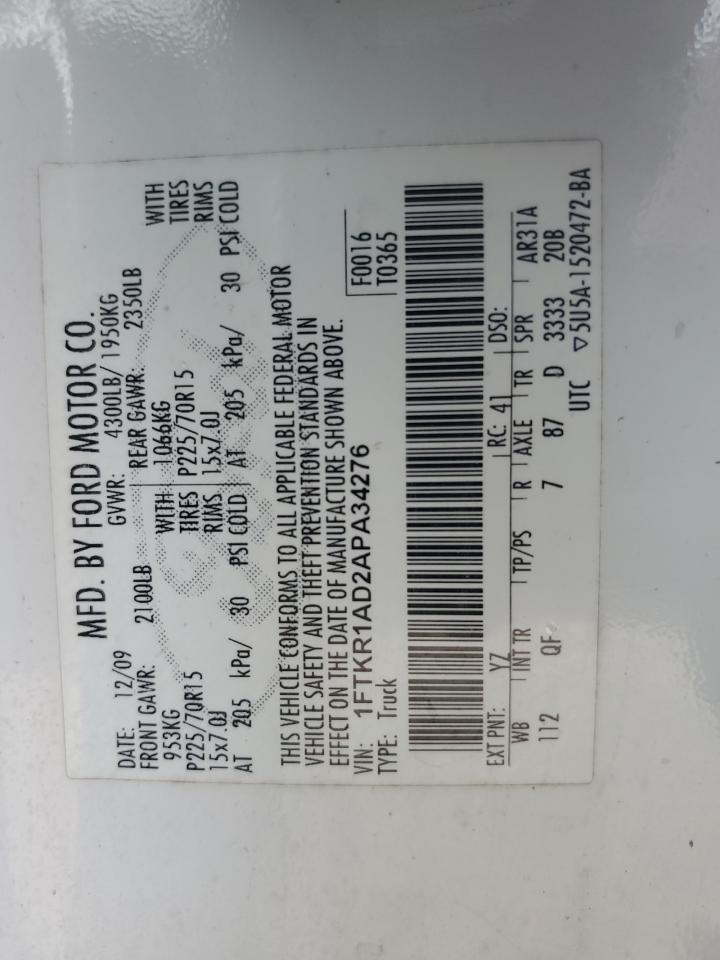 MFD. BY FORD MOTOR CO.
DATE: 12/09 GVWR: 4300LB/ 1950KG
FRONT GAWR: 2100LB REAR GAWR: 2350LB
953KG WITH 1066KG WITH
P225/70R15 TIRES P225/70R15 TIRES
15x7.0J RIMS 15x7.0J RIMS
AT 205 kPa/ 30 PSI COLD AT 205 kPa/ 30 PSI COLD
THIS VEHICLE CONFORMS TO ALL APPLICABLE FEDERAL MOTOR
VEHICLE SAFETY AND THEFT PREVENTION STANDARDS IN
EFFECT ON THE DATE OF MANUFACTURE SHOWN ABOVE.
VIN: 1FTKR1AD2APA34276 F0016
TYPE: Truck T0365
EXT PNT: YZ RC: 41 DSO:
WB INT TR TP/PS R AXLE TR SPR AR31A
112 QF 7 87 D 3333 20B
UTC ▽5U5A-1520472-BA